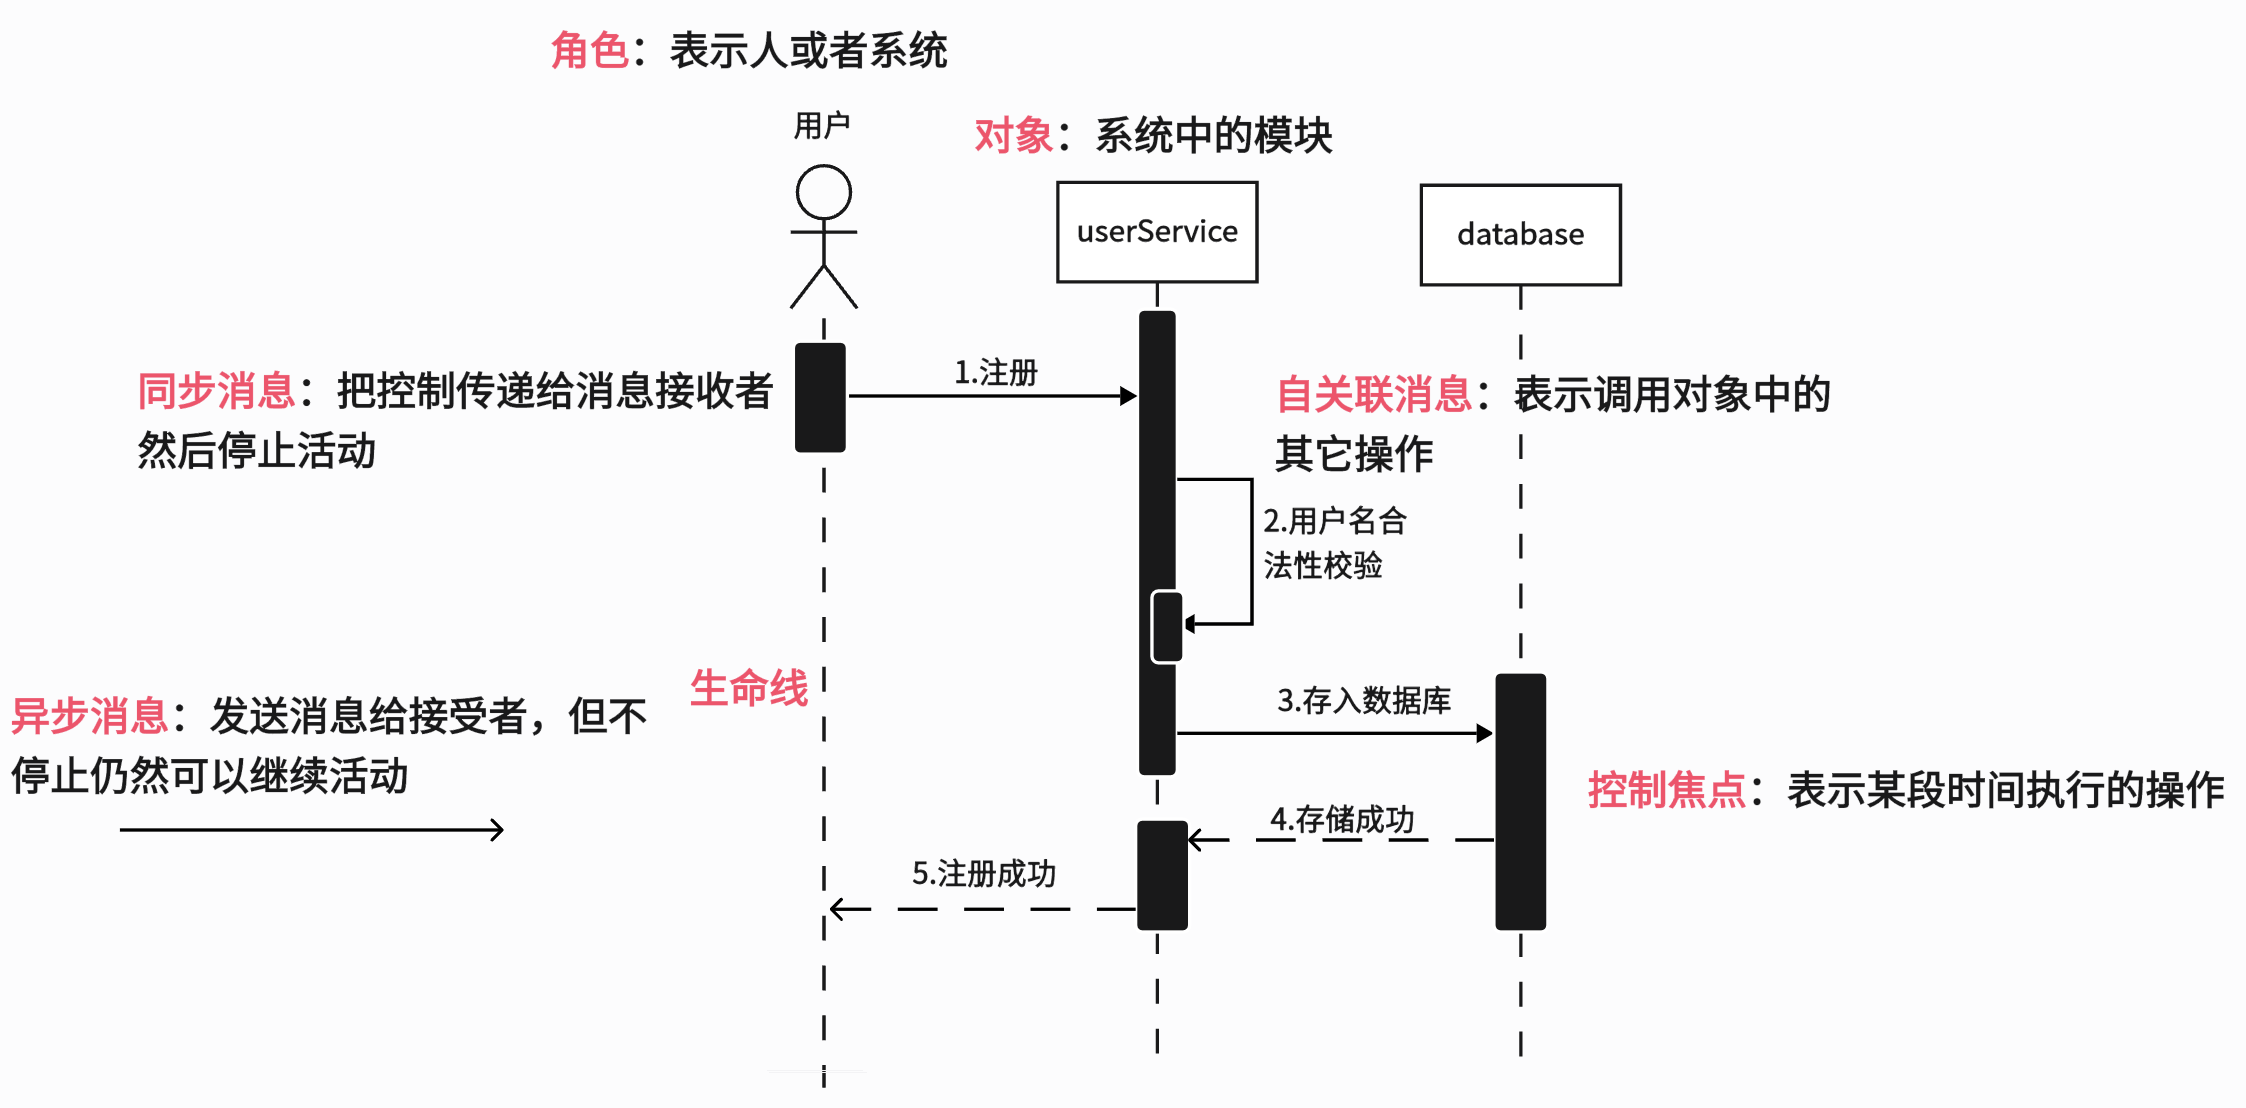 角色：表示人或者系统
用户
对象：系统中的模块
userService
database
1.注册
同步消息：把控制传递给消息接收者
然后停止活动
自关联消息：表示调用对象中的
其它操作
2.用户名合
法性校验
生命线
3.存入数据库
异步消息：发送消息给接受者，但不
停止仍然可以继续活动
控制焦点：表示某段时间执行的操作
4.存储成功
5.注册成功